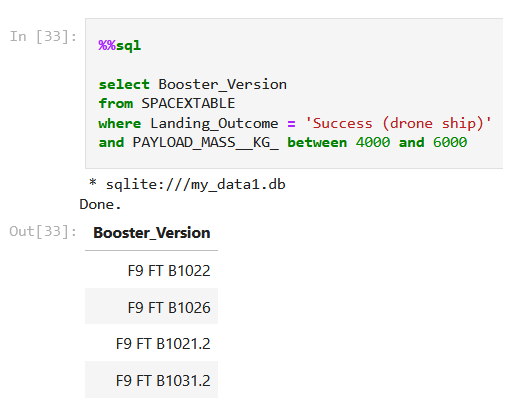 In [33]:
%%sql
select Booster_Version
from SPACEXTABLE
where Landing_Outcome = 'Success (drone ship)'
and PAYLOAD_MASS__KG_ between 4000 and 6000
* sqlite:///my_data1.db
Done.
Out[33]:
Booster_Version
F9 FT B1022
F9 FT B1026
F9 FT B1021.2
F9 FT B1031.2